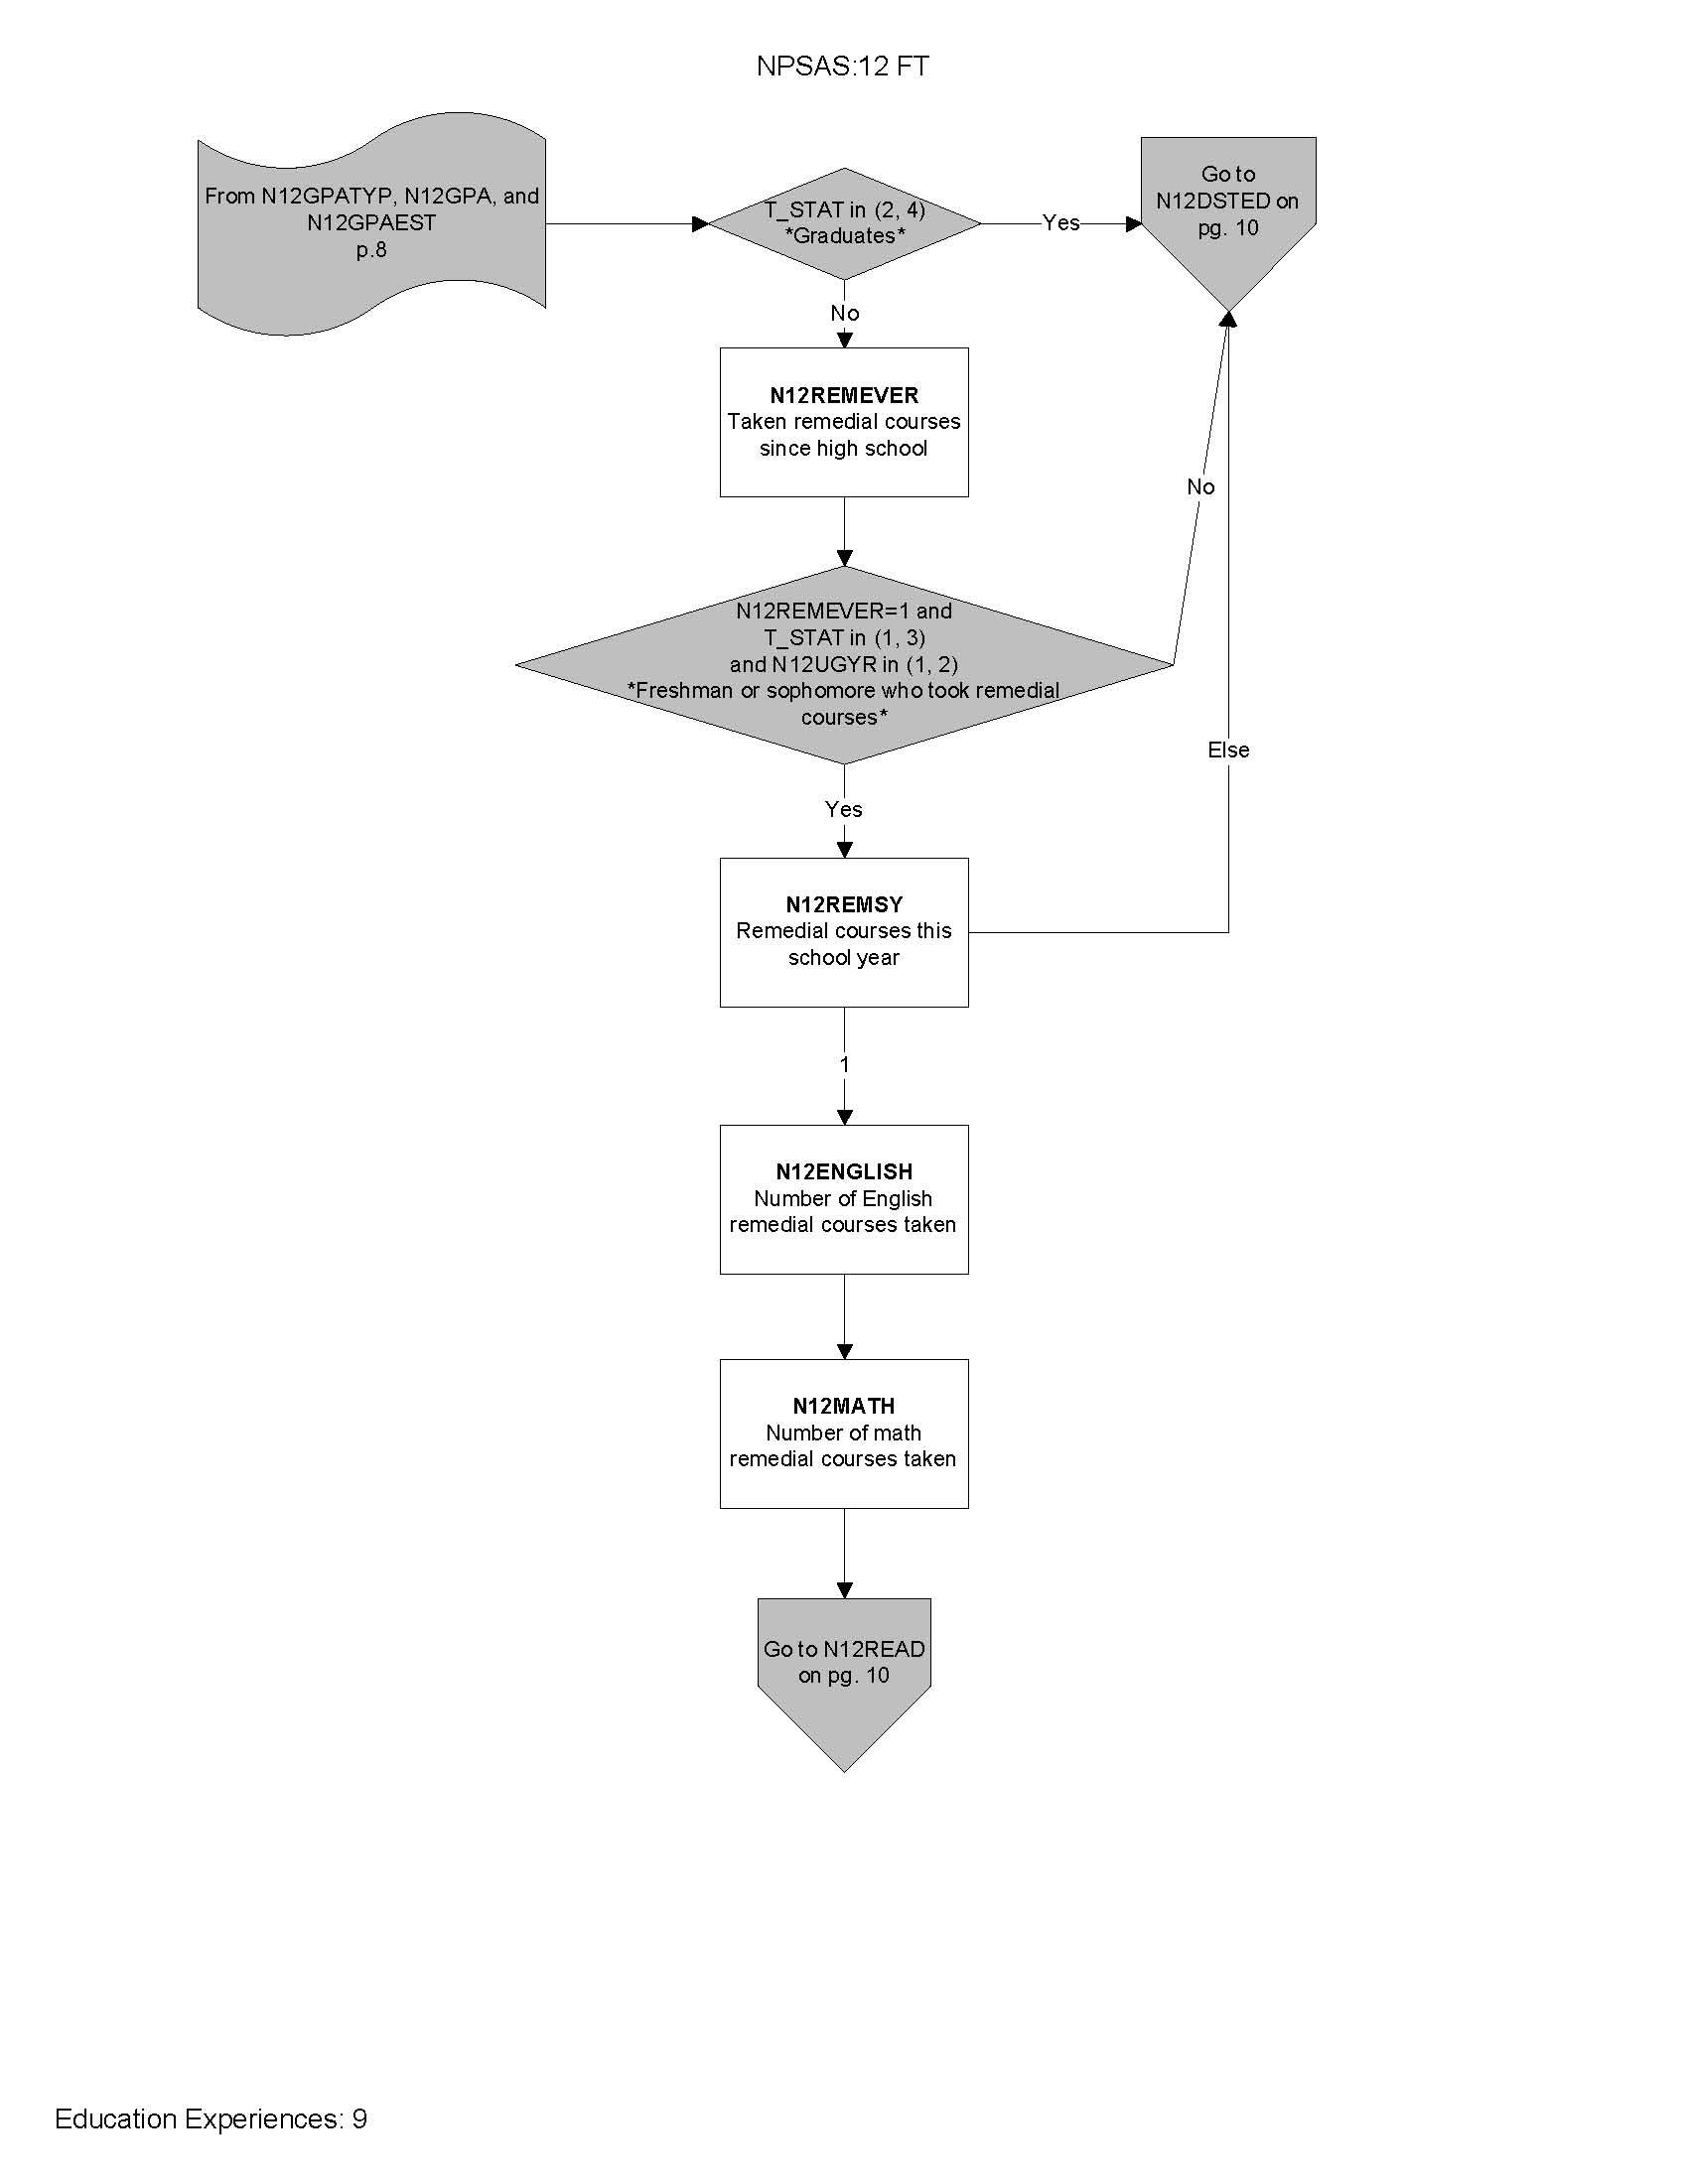 NPSAS:12 FT
From N12GPATYP, N12GPA, and
N12GPAEST
p.8
T_STAT in (2, 4)
*Graduates*
Yes
Go to
N12DSTED on
pg. 10
No
N12REMEVER
Taken remedial courses
since high school
No
N12REMEVER=1 and
T_STAT in (1, 3)
and N12UGYR in (1, 2)
*Freshman or sophomore who took remedial
courses*
Else
Yes
N12REMSY
Remedial courses this
school year
1
N12ENGLISH
Number of English
remedial courses taken
N12MATH
Number of math
remedial courses taken
Go to N12READ
on pg. 10
Education Experiences: 9